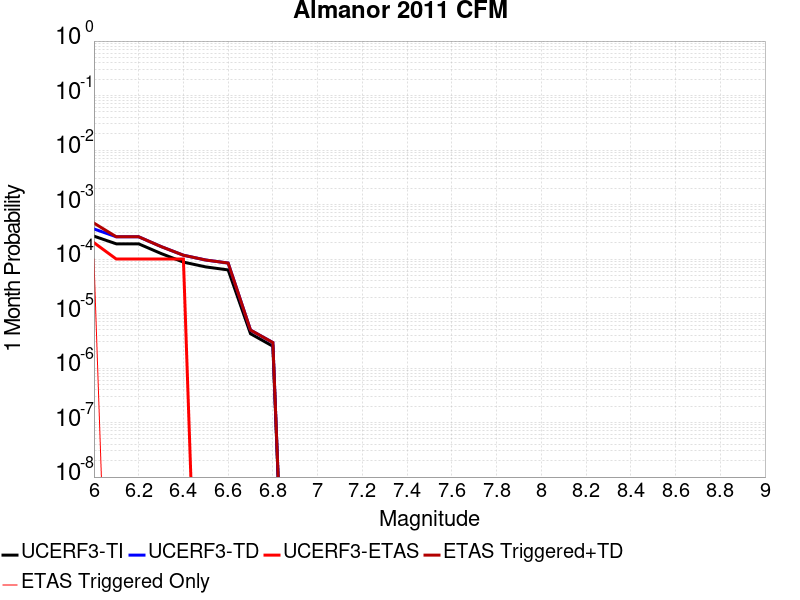 Almanor 2011 CFM
10^0
10^-1
10^-2
10^-3
10^-4
10^-5
10^-6
10^-7
10^-8
1 Month Probability
6 6.2 6.4 6.6 6.8 7 7.2 7.4 7.6 7.8 8 8.2 8.4 8.6 8.8 9
Magnitude
UCERF3-TI UCERF3-TD UCERF3-ETAS ETAS Triggered+TD
ETAS Triggered Only